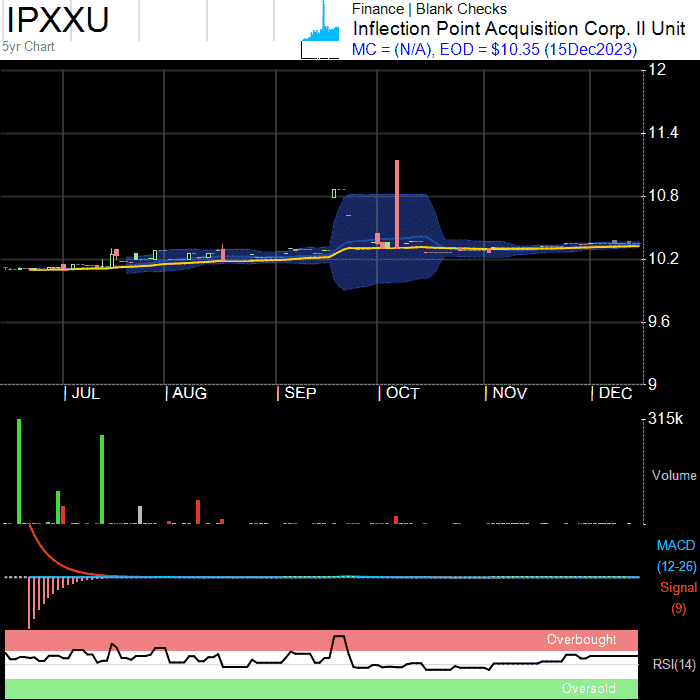 IPXXU
5yr Chart
Finance | Blank Checks
Inflection Point Acquisition Corp. II Unit
MC = (N/A), EOD = $10.35 (15Dec2023)
12
11.4
10.8
10.2
9.6
9
| JUL | AUG | SEP | OCT | NOV | DEC
315k
Volume
MACD
(12-26)
Signal
(9)
Overbought
RSI(14)
Oversold